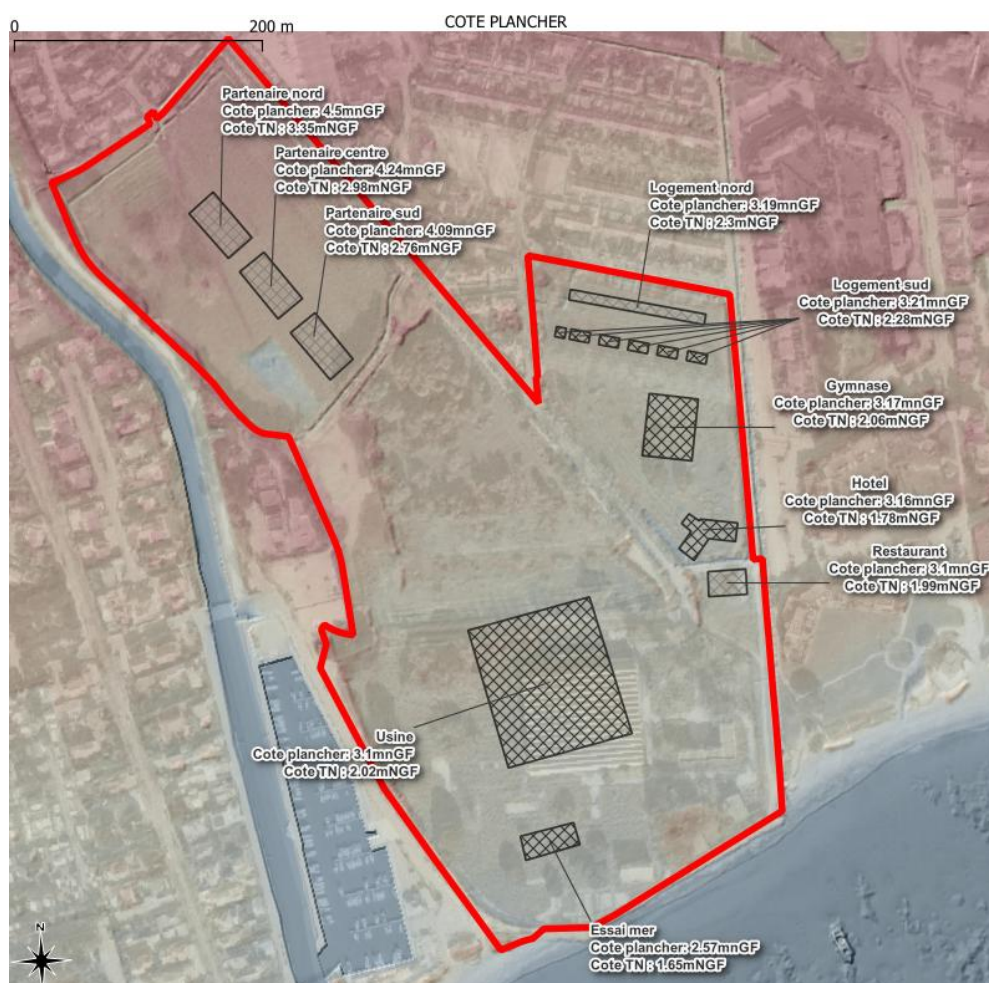 COTE PLANCHER
0
200 m
Partenaire nord
Cote plancher: 4.5mnGF
Cote TN : 3.35mNGF
Partenaire centre
Cote plancher: 4.24mnGF
Cote TN : 2.98mNGF
Partenaire sud
Cote plancher: 4.09mnGF
Cote TN : 2.76mNGF
Logement nord
Cote plancher: 3.19mnGF
Cote TN : 2.3mNGF
Logement sud
Cote plancher: 3.21mnGF
Cote TN : 2.28mNGF
Gymnase
Cote plancher: 3.17mnGF
Cote TN : 2.06mNGF
Hotel
Cote plancher: 3.16mnGF
Cote TN : 1.78mNGF
Restaurant
Cote plancher: 3.1mnGF
Cote TN : 1.99mNGF
Usine
Cote plancher: 3.1mnGF
Cote TN : 2.02mNGF
Essai mer
Cote plancher: 2.57mnGF
Cote TN : 1.65mNGF
N